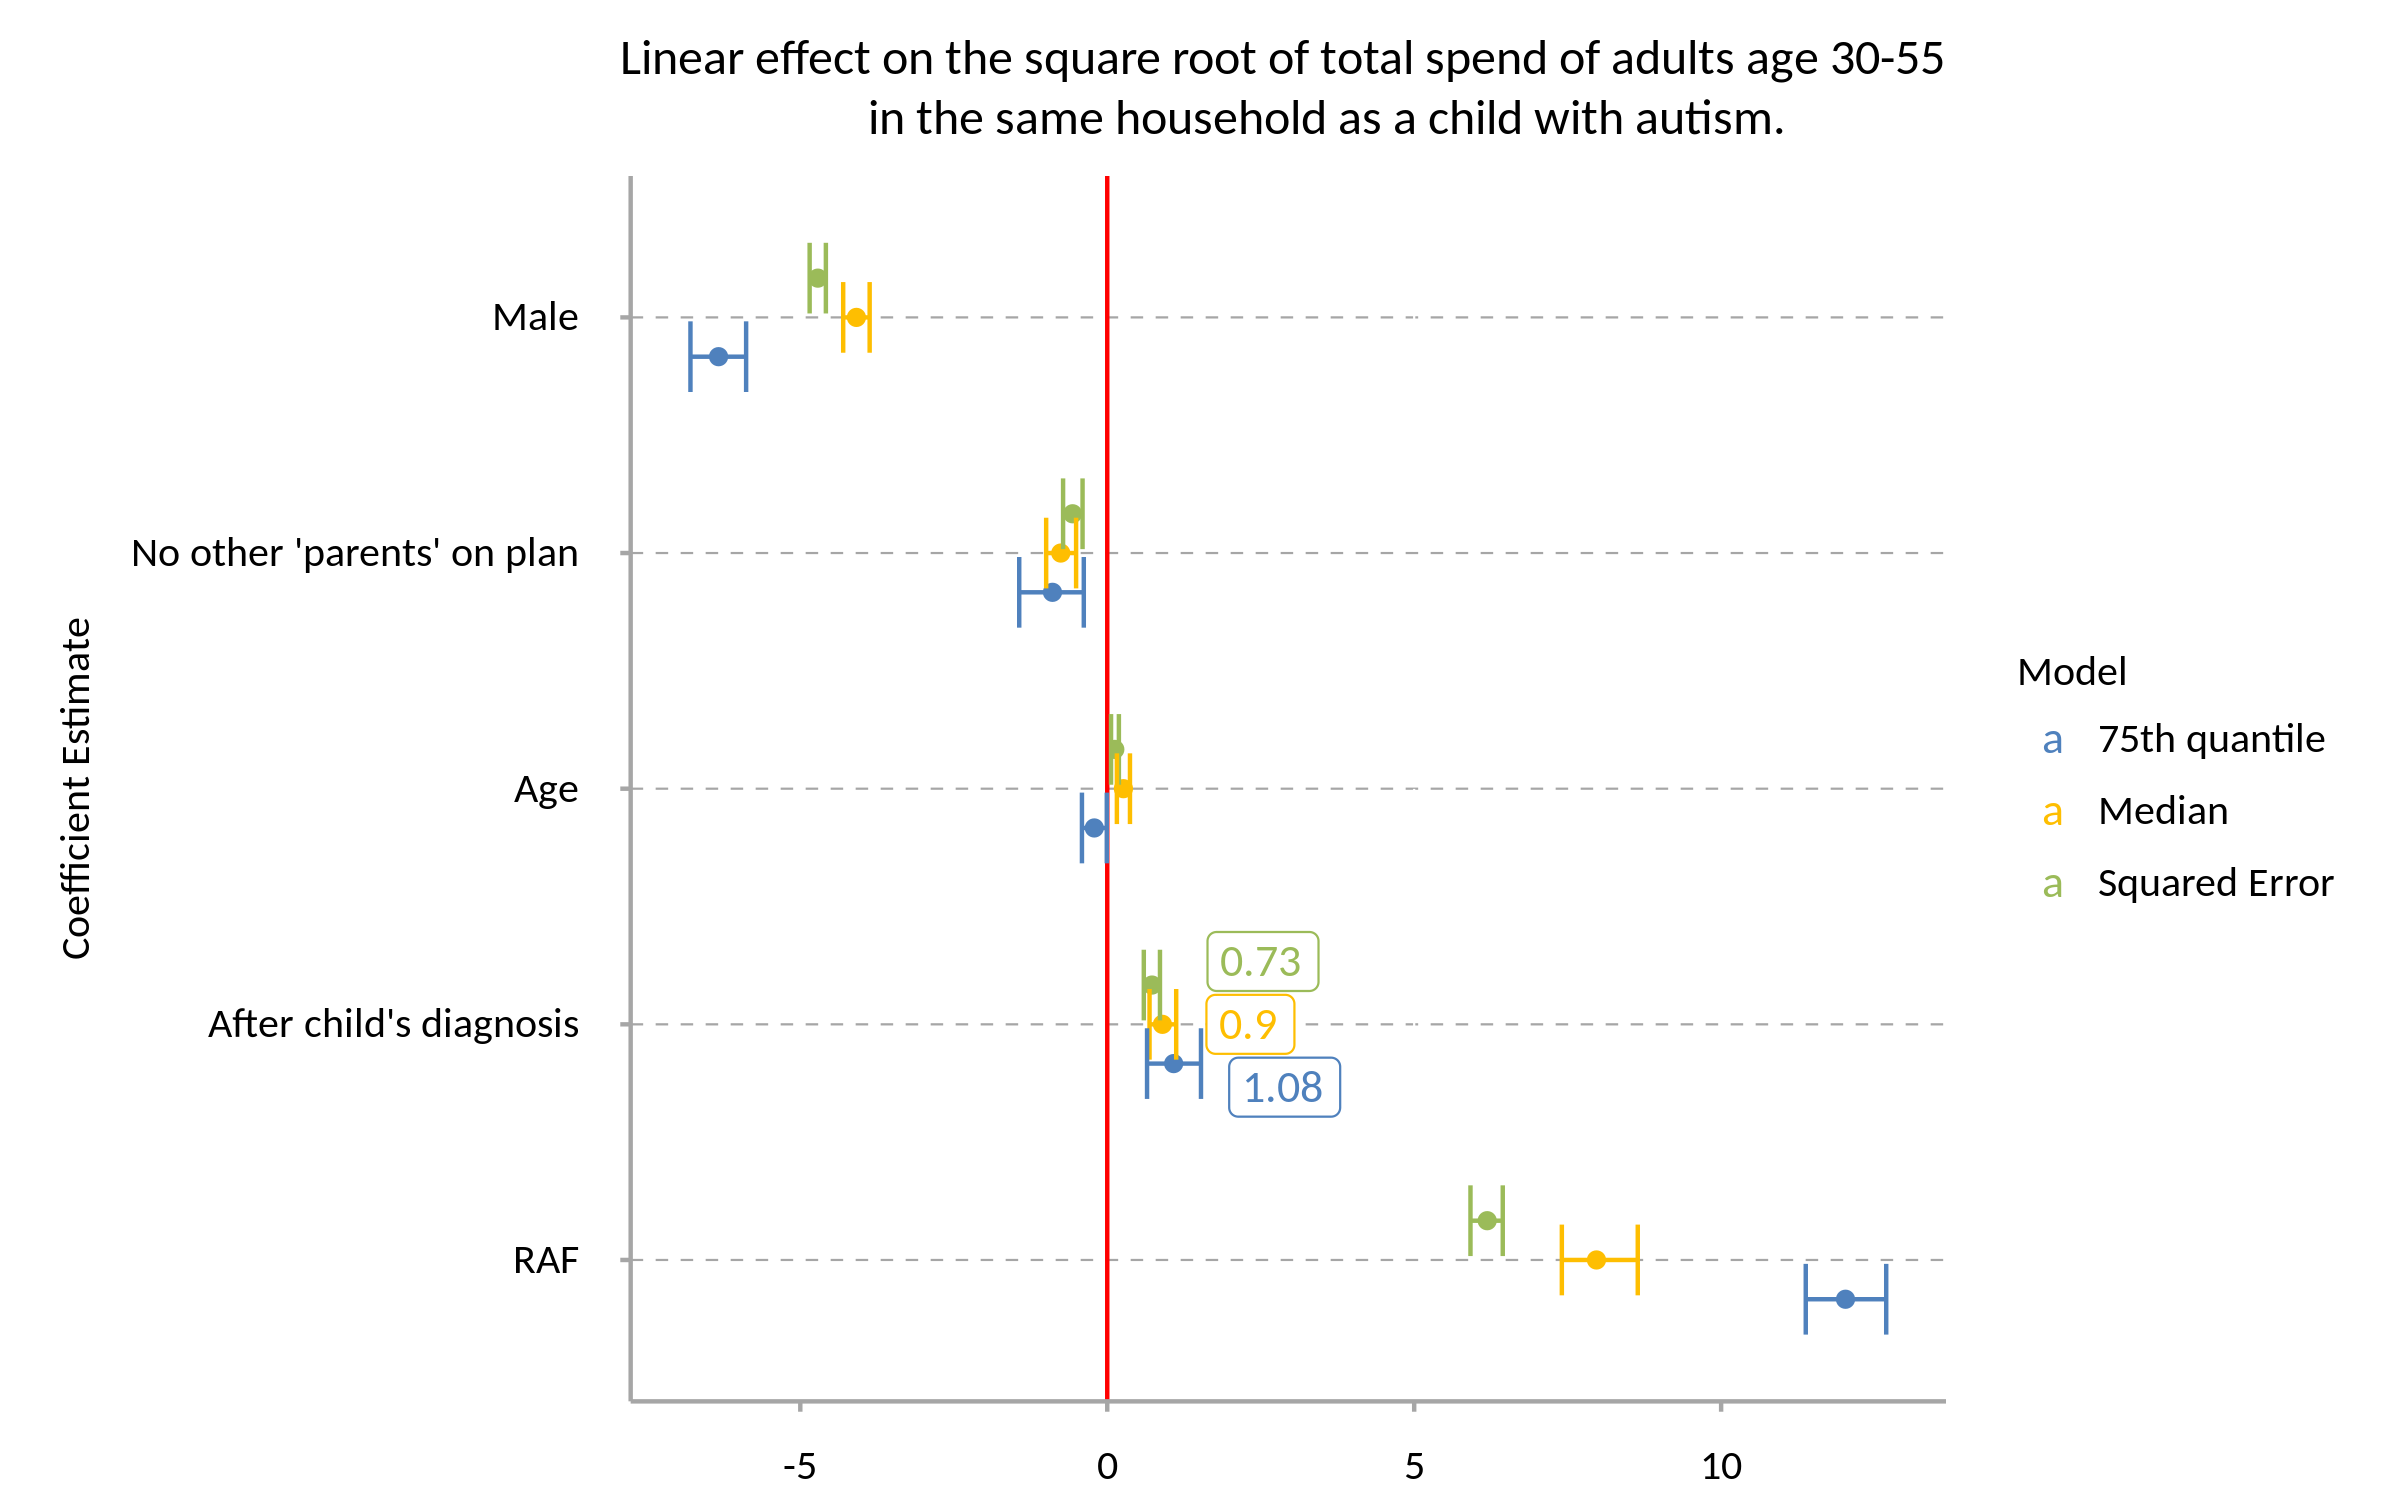 Linear effect on the square root of total spend of adults age 30-55
in the same household as a child with autism.
Coefficient Estimate
Male
No other 'parents' on plan
Age
After child's diagnosis
RAF
0.73
0.9
1.08
-5
0
5
10
Model
a 75th quantile
a Median
a Squared Error